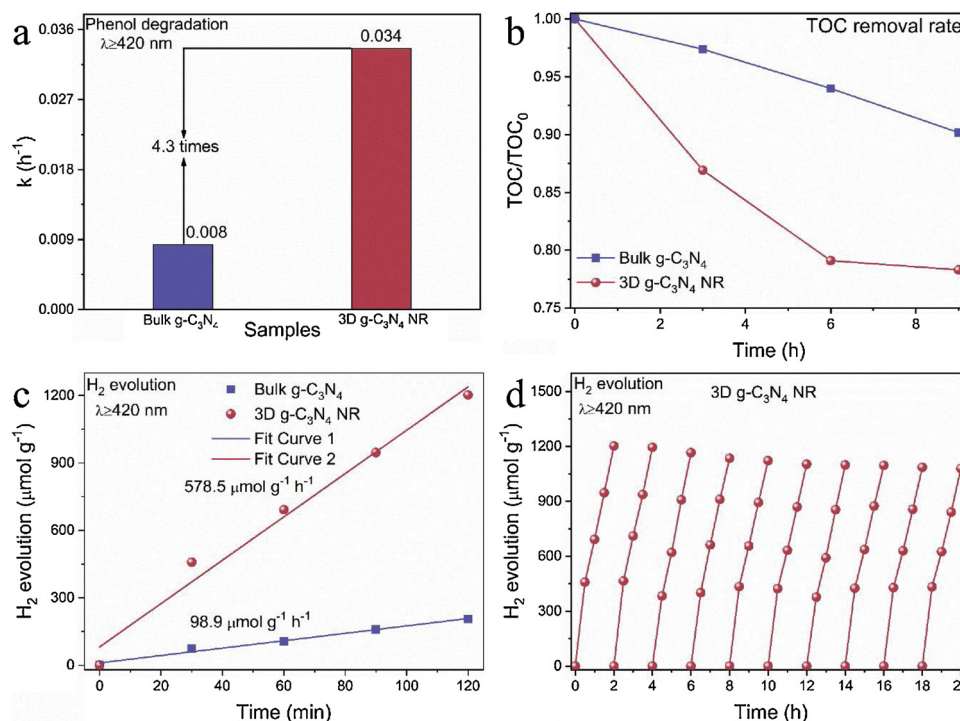 a
Phenol degradation
λ≥420 nm
0.034
4.3 times
0.008
0.036
0.027
0.018
0.009
0.000
k (h⁻¹)
Bulk g-C₃N₄
3D g-C₃N₄ NR
Samples
b
TOC removal rate
1.00
0.95
0.90
0.85
0.80
0.75
TOC/TOC₀
Bulk g-C₃N₄
3D g-C₃N₄ NR
0 2 4 6 8
Time (h)
c
H₂ evolution
λ≥420 nm
Bulk g-C₃N₄
3D g-C₃N₄ NR
Fit Curve 1
Fit Curve 2
578.5 μmol g⁻¹ h⁻¹
98.9 μmol g⁻¹ h⁻¹
1200
900
600
300
0
H₂ evolution (μmol g⁻¹)
0 20 40 60 80 100 120
Time (min)
d
H₂ evolution
λ≥420 nm
3D g-C₃N₄ NR
1500
1200
900
600
300
0
H₂ evolution (μmol g⁻¹)
0 2 4 6 8 10 12 14 16 18 20
Time (h)